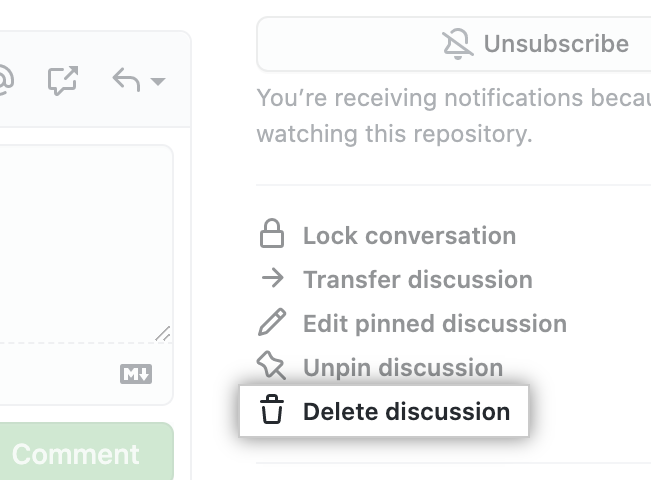 @
Unsubscribe
You’re receiving notifications
watching this repository.
Lock conversation
Transfer discussion
Edit pinned discussion
Unpin discussion
M
Delete discussion
Comment